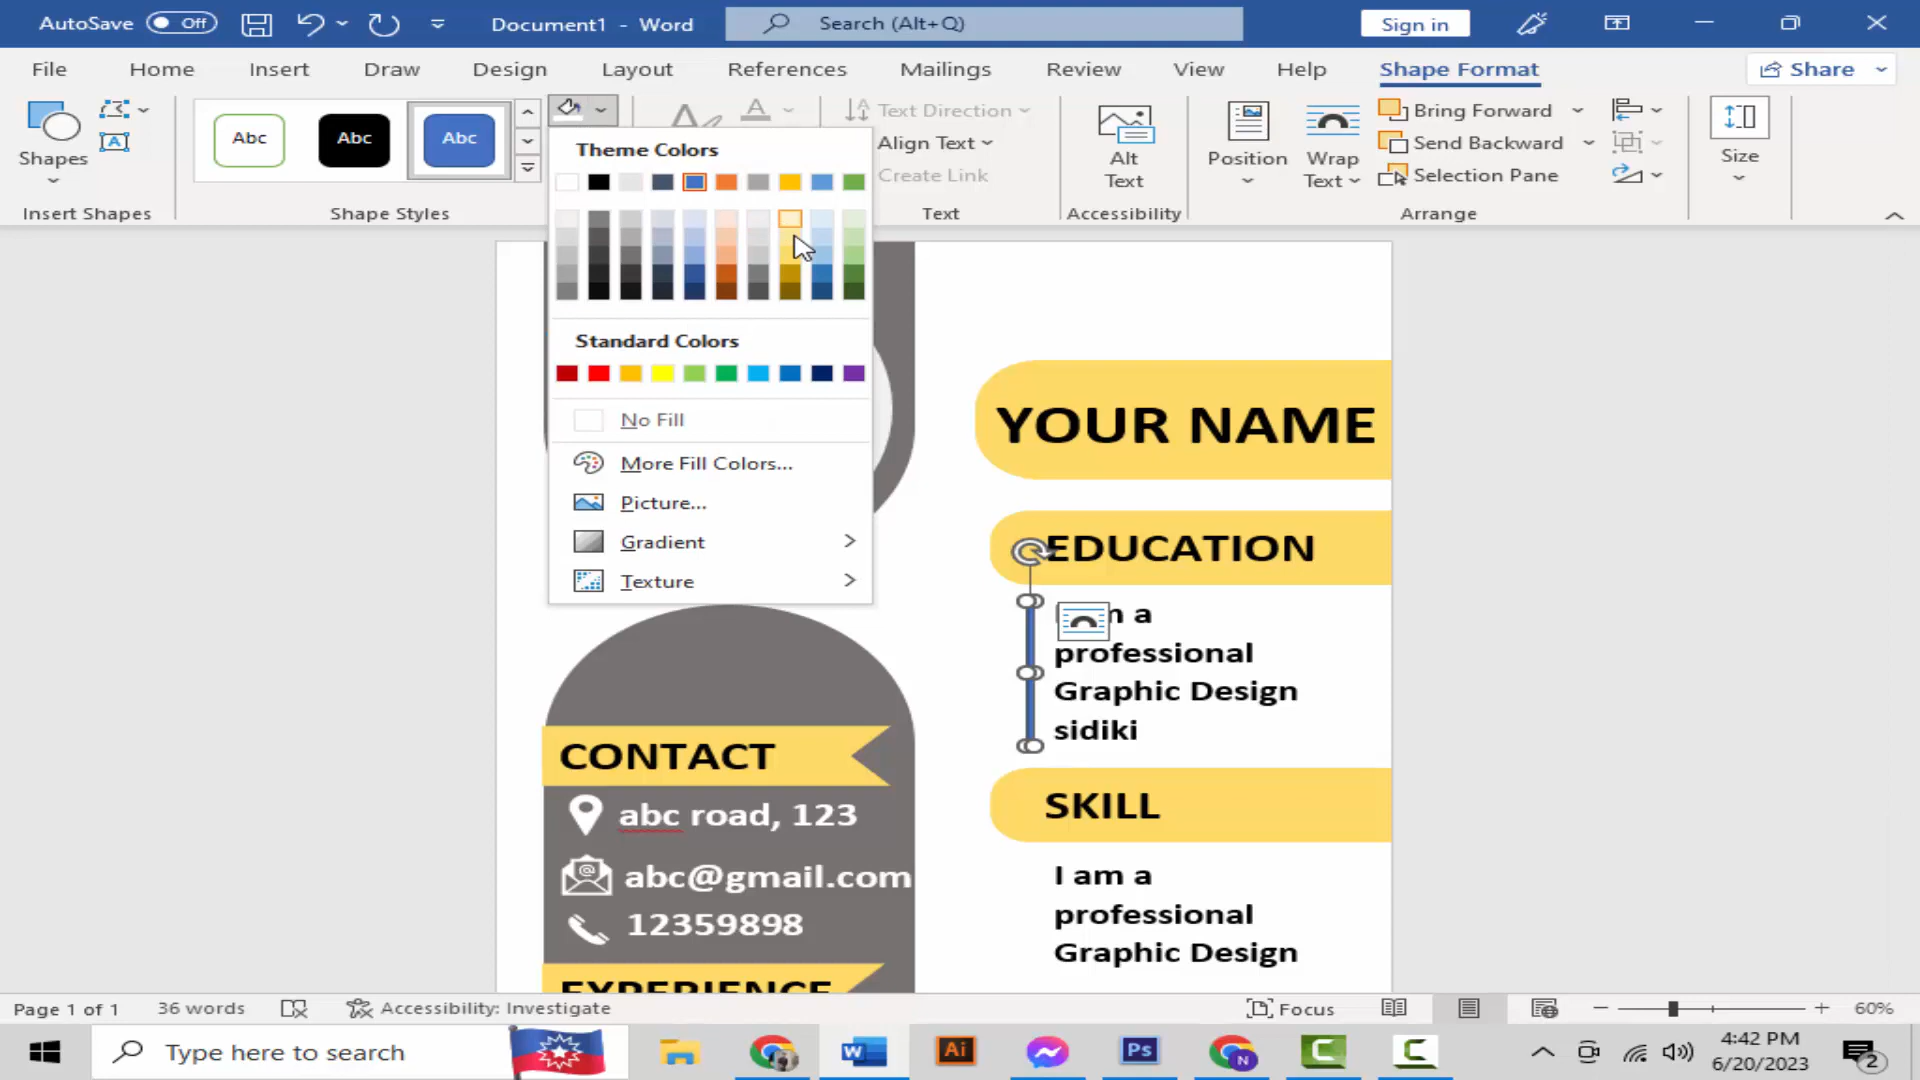 AutoSave Off Document1 - Word Search (Alt+Q) Sign in
File Home Insert Draw Design Layout References Mailings Review View Help Shape Format Share
Shapes
Insert Shapes
Abc Abc Abc
Shape Styles
Text Direction
Align Text
Create Link
Text
Alt Text
Accessibility
Position
Wrap Text
Bring Forward
Send Backward
Selection Pane
Arrange
Size
Theme Colors
Standard Colors
No Fill
More Fill Colors...
Picture...
Gradient
Texture
YOUR NAME
EDUCATION
a
professional
Graphic Design
sidiki
SKILL
I am a
professional
Graphic Design
CONTACT
abc road, 123
abc@gmail.com
12359898
EXPERIENCE
Page 1 of 1 36 words Accessibility: Investigate Focus 60%
Type here to search Ai Ps N 4:42 PM
6/20/2023 2